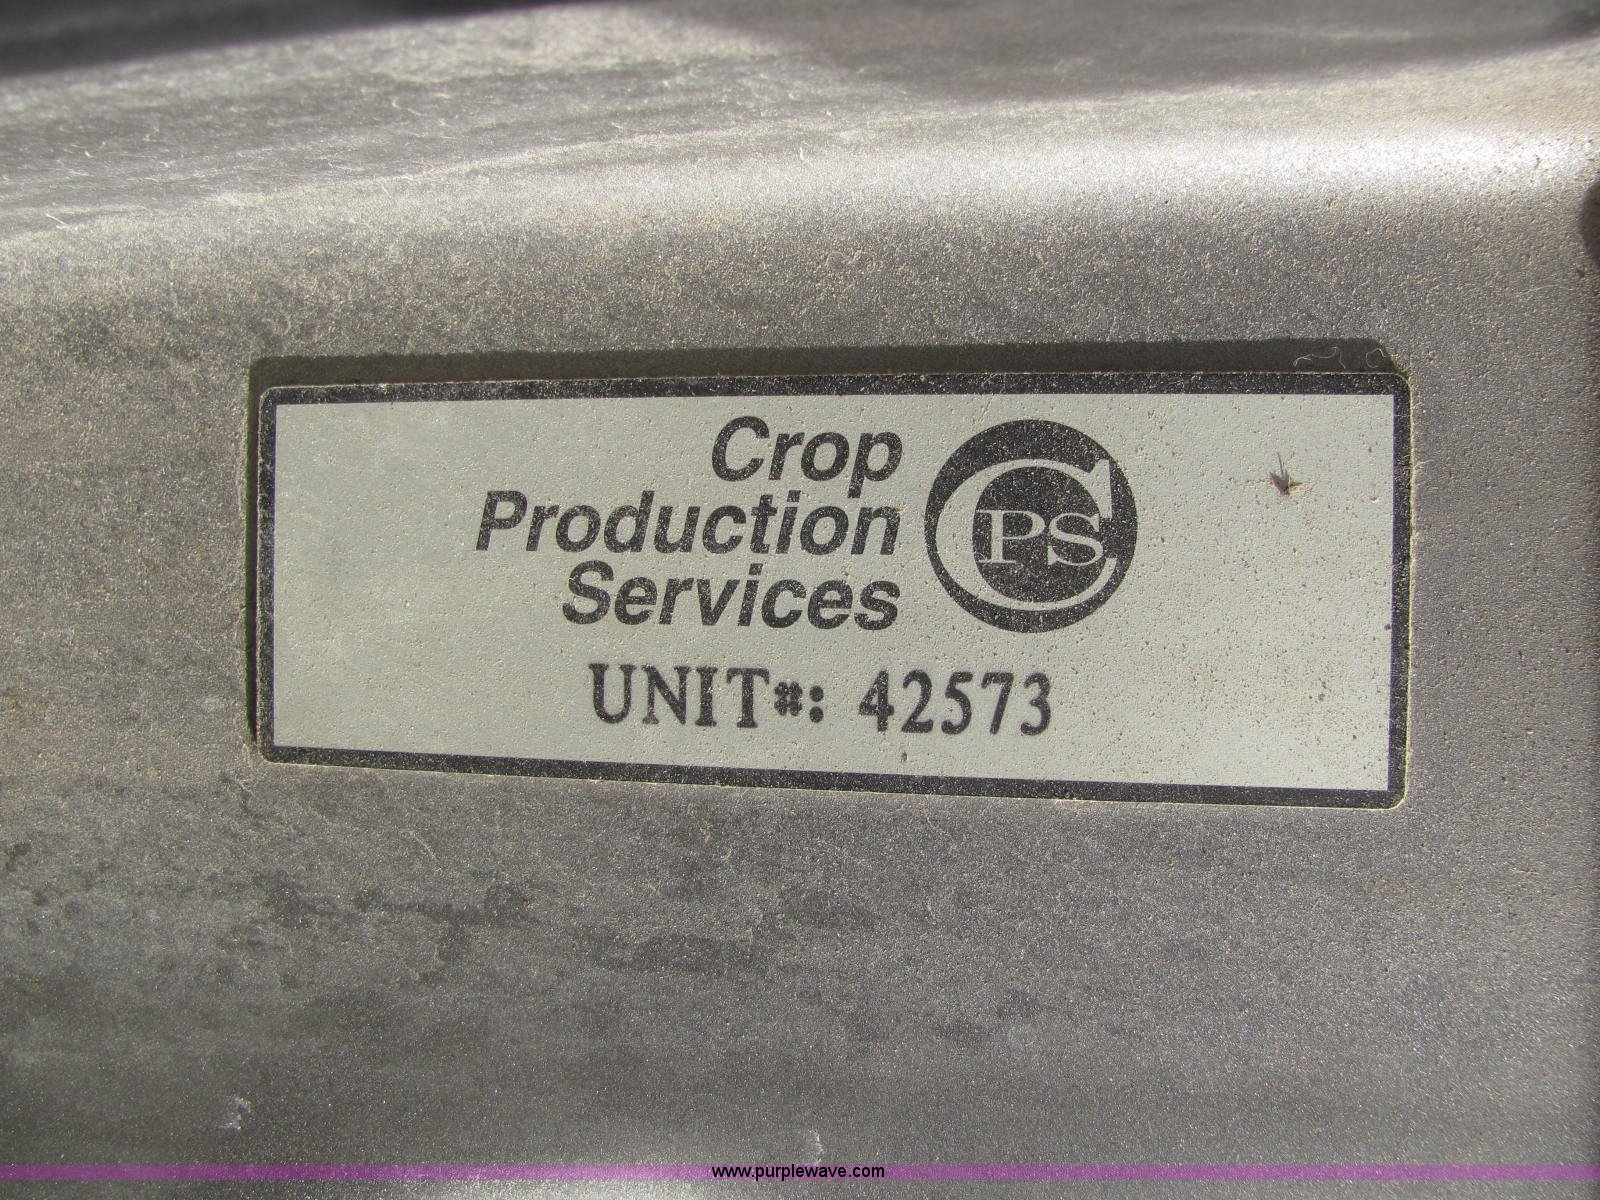 Crop
Production
Services
CPS
UNIT#: 42573
www.purplewave.com